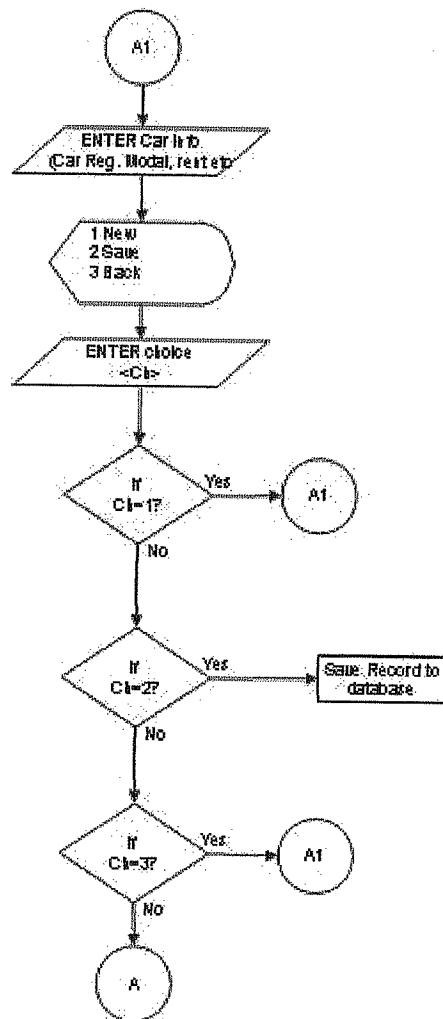 A1
ENTER Car Info.
(Car Reg. Modal, rent etc
1 New
2 Save
3 Back
ENTER choice
<Ch>
If
Ch=1?
Yes
A1
No
If
Ch=2?
Yes
Save Record to
database
No
If
Ch=3?
Yes
A1
No
A